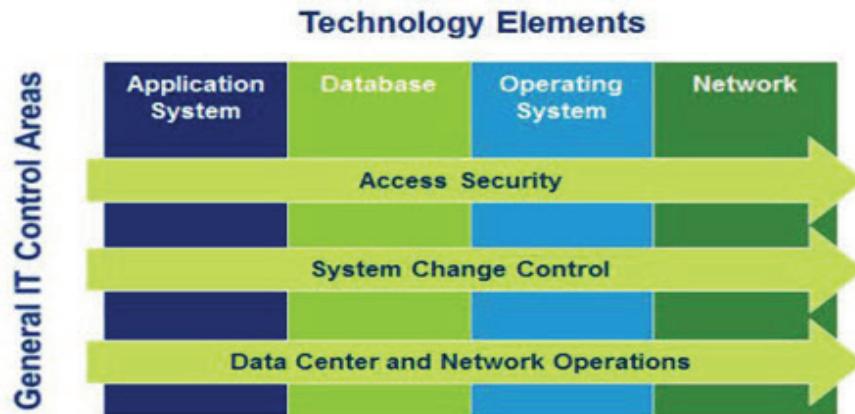 Technology Elements
General IT Control Areas
Application System
Database
Operating System
Network
Access Security
System Change Control
Data Center and Network Operations